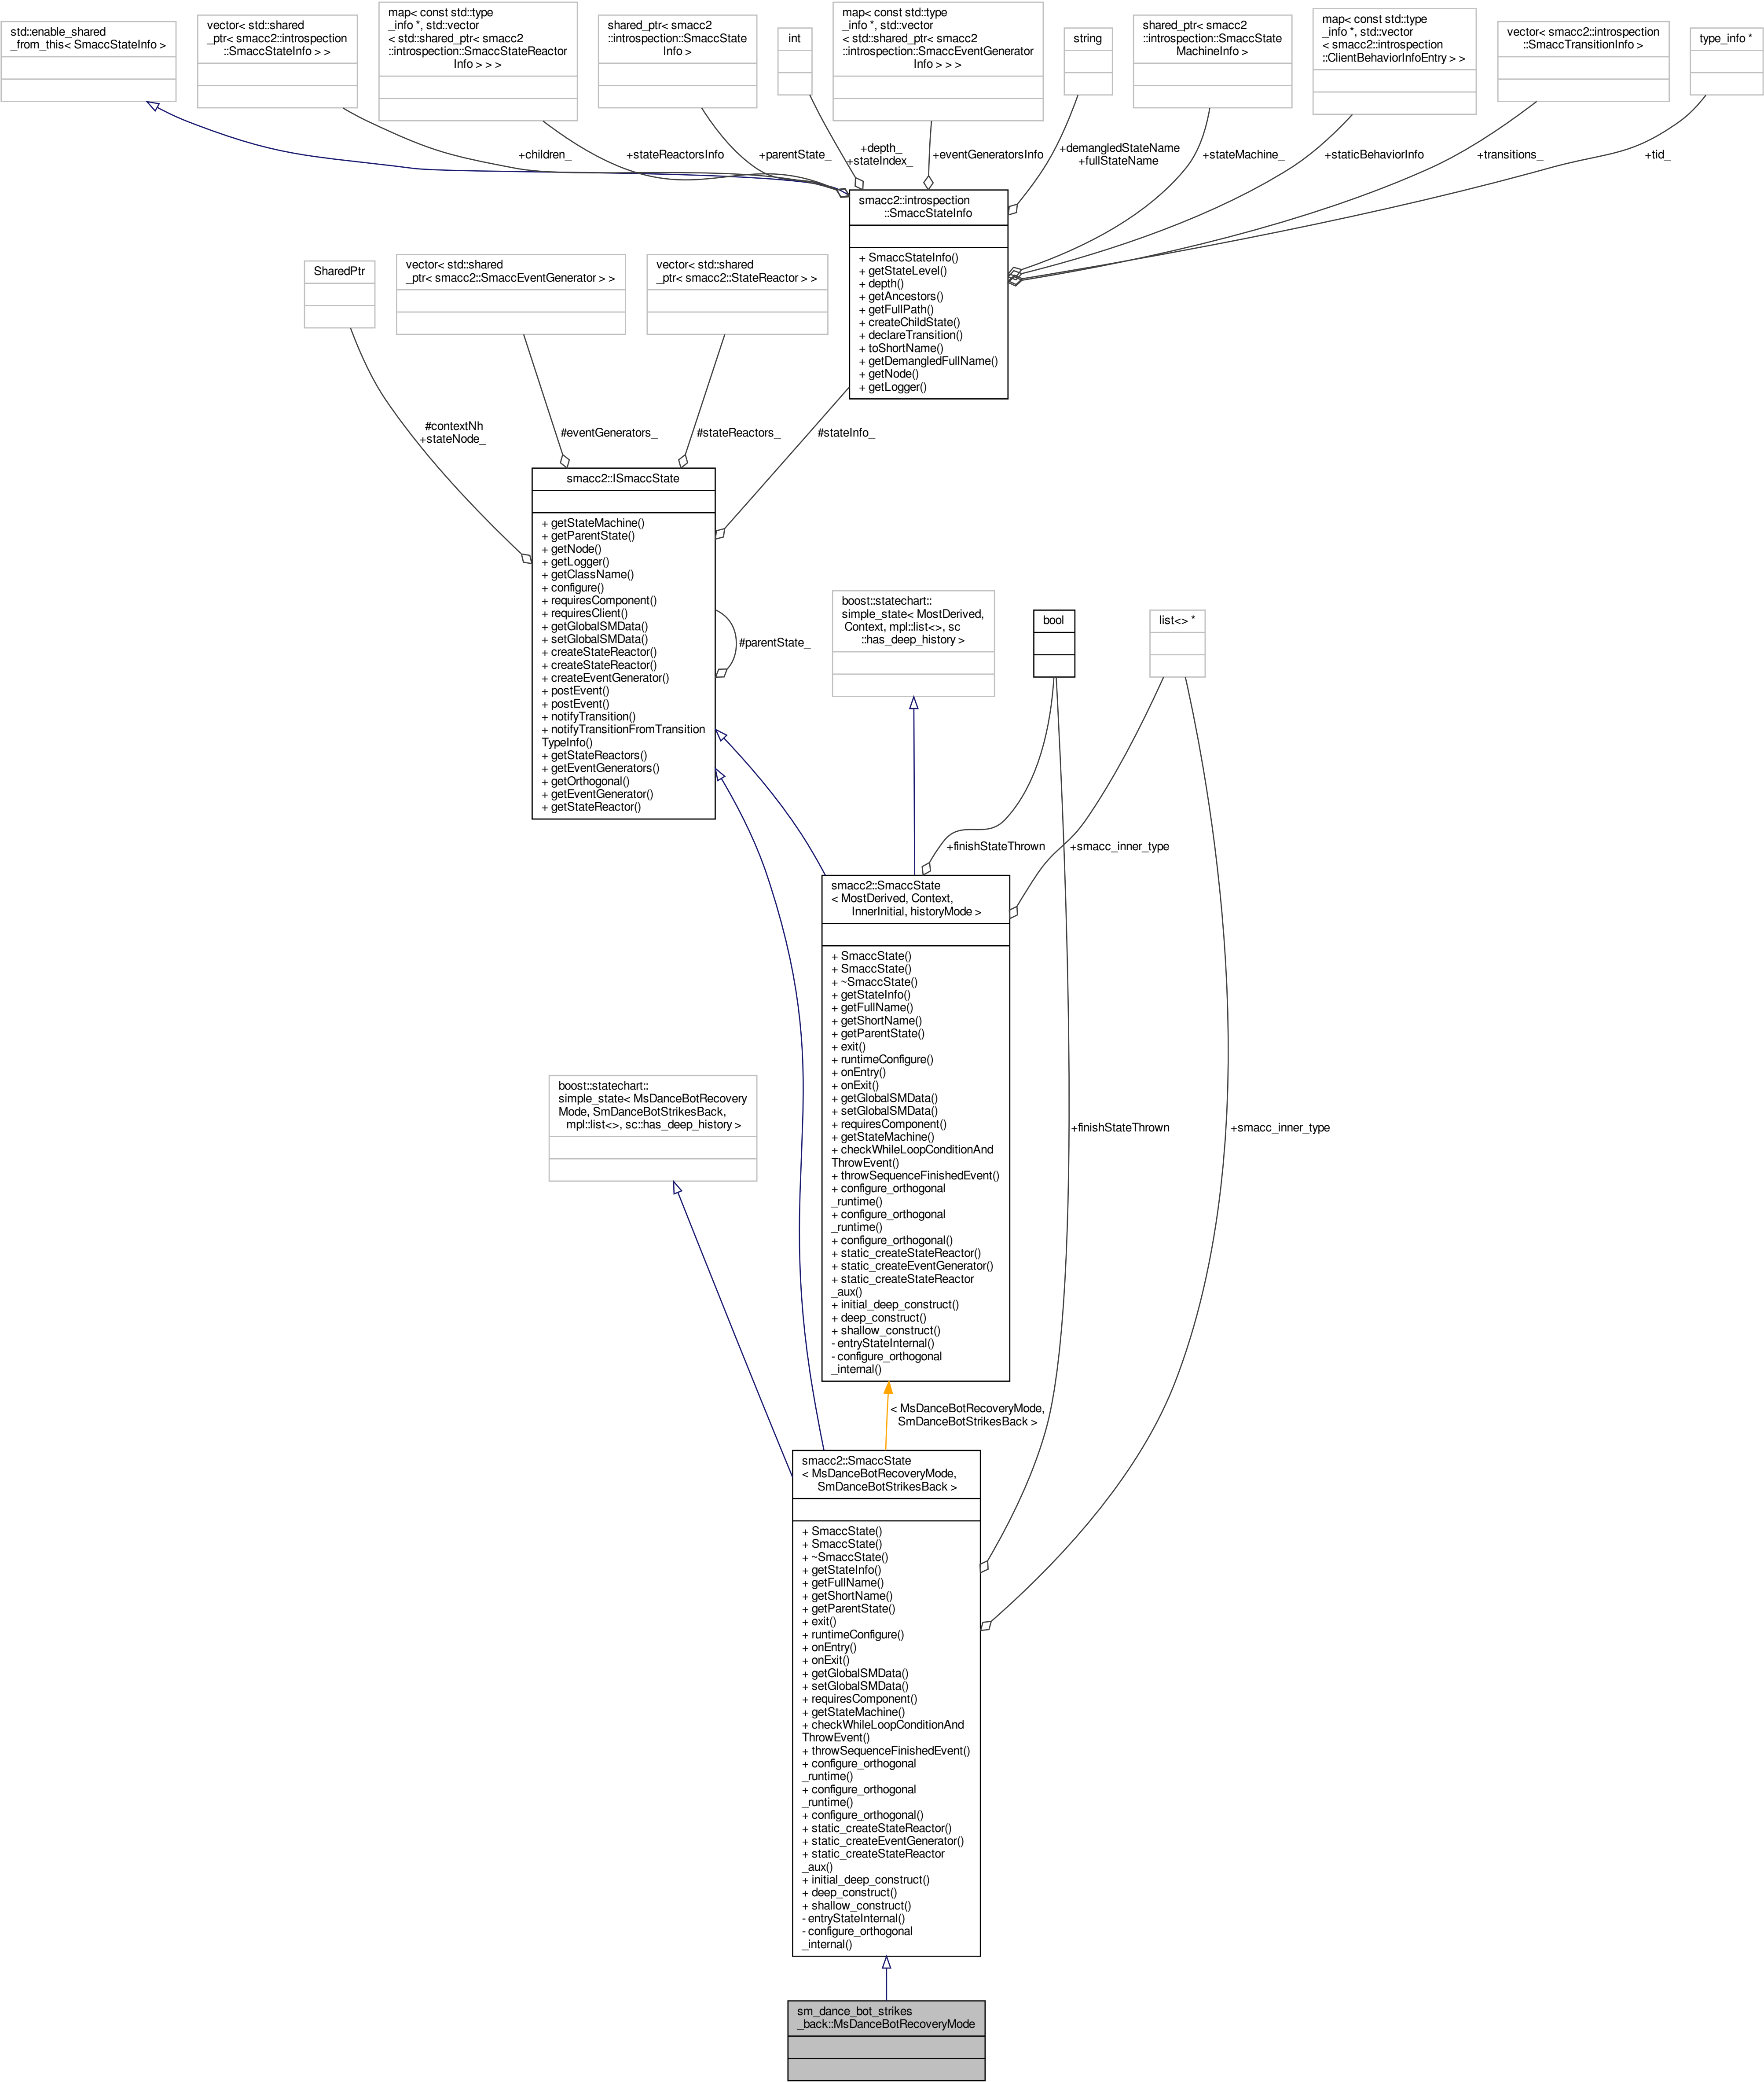 std::enable_shared
_from_this< SmaccStateInfo >
vector< std::shared
_ptr< smacc2::introspection
::SmaccStateInfo > >
map< const std::type
_info *, std::vector
< std::shared_ptr< smacc2
::introspection::SmaccStateReactor
Info > > >
shared_ptr< smacc2
::introspection::SmaccState
Info >
int
map< const std::type
_info *, std::vector
< std::shared_ptr< smacc2
::introspection::SmaccEventGenerator
Info > > >
string
shared_ptr< smacc2
::introspection::SmaccState
MachineInfo >
map< const std::type
_info *, std::vector
< smacc2::introspection
::ClientBehaviorInfoEntry > >
vector< smacc2::introspection
::SmaccTransitionInfo >
type_info *
+children_
+stateReactorsInfo
+parentState_
+depth_
+stateIndex_
+eventGeneratorsInfo
+demangledStateName
+fullStateName
+stateMachine_
+staticBehaviorInfo
+transitions_
+tid_
smacc2::introspection
::SmaccStateInfo
+ SmaccStateInfo()
+ getStateLevel()
+ depth()
+ getAncestors()
+ getFullPath()
+ createChildState()
+ declareTransition()
+ toShortName()
+ getDemangledFullName()
+ getNode()
+ getLogger()
SharedPtr
vector< std::shared
_ptr< smacc2::SmaccEventGenerator > >
vector< std::shared
_ptr< smacc2::StateReactor > >
#contextNh
+stateNode_
#eventGenerators_
#stateReactors_
#stateInfo_
smacc2::ISmaccState
+ getStateMachine()
+ getParentState()
+ getNode()
+ getLogger()
+ getClassName()
+ configure()
+ requiresComponent()
+ requiresClient()
+ getGlobalSMData()
+ setGlobalSMData()
+ createStateReactor()
+ createStateReactor()
+ createEventGenerator()
+ postEvent()
+ postEvent()
+ notifyTransition()
+ notifyTransitionFromTransition
TypeInfo()
+ getStateReactors()
+ getEventGenerators()
+ getOrthogonal()
+ getEventGenerator()
+ getStateReactor()
#parentState_
boost::statechart::
simple_state< MostDerived,
Context, mpl::list<>, sc
::has_deep_history >
bool
list<> *
+finishStateThrown
+smacc_inner_type
smacc2::SmaccState
< MostDerived, Context,
InnerInitial, historyMode >
+ SmaccState()
+ SmaccState()
+ ~SmaccState()
+ getStateInfo()
+ getFullName()
+ getShortName()
+ getParentState()
+ exit()
+ runtimeConfigure()
+ onEntry()
+ onExit()
+ getGlobalSMData()
+ setGlobalSMData()
+ requiresComponent()
+ getStateMachine()
+ checkWhileLoopConditionAnd
ThrowEvent()
+ throwSequenceFinishedEvent()
+ configure_orthogonal
_runtime()
+ configure_orthogonal
_runtime()
+ configure_orthogonal()
+ static_createStateReactor()
+ static_createEventGenerator()
+ static_createStateReactor
_aux()
+ initial_deep_construct()
+ deep_construct()
+ shallow_construct()
- entryStateInternal()
- configure_orthogonal
_internal()
boost::statechart::
simple_state< MsDanceBotRecovery
Mode, SmDanceBotStrikesBack,
mpl::list<>, sc::has_deep_history >
+finishStateThrown
+smacc_inner_type
< MsDanceBotRecoveryMode,
SmDanceBotStrikesBack >
smacc2::SmaccState
< MsDanceBotRecoveryMode,
SmDanceBotStrikesBack >
+ SmaccState()
+ SmaccState()
+ ~SmaccState()
+ getStateInfo()
+ getFullName()
+ getShortName()
+ getParentState()
+ exit()
+ runtimeConfigure()
+ onEntry()
+ onExit()
+ getGlobalSMData()
+ setGlobalSMData()
+ requiresComponent()
+ getStateMachine()
+ checkWhileLoopConditionAnd
ThrowEvent()
+ throwSequenceFinishedEvent()
+ configure_orthogonal
_runtime()
+ configure_orthogonal
_runtime()
+ configure_orthogonal()
+ static_createStateReactor()
+ static_createEventGenerator()
+ static_createStateReactor
_aux()
+ initial_deep_construct()
+ deep_construct()
+ shallow_construct()
- entryStateInternal()
- configure_orthogonal
_internal()
sm_dance_bot_strikes
_back::MsDanceBotRecoveryMode